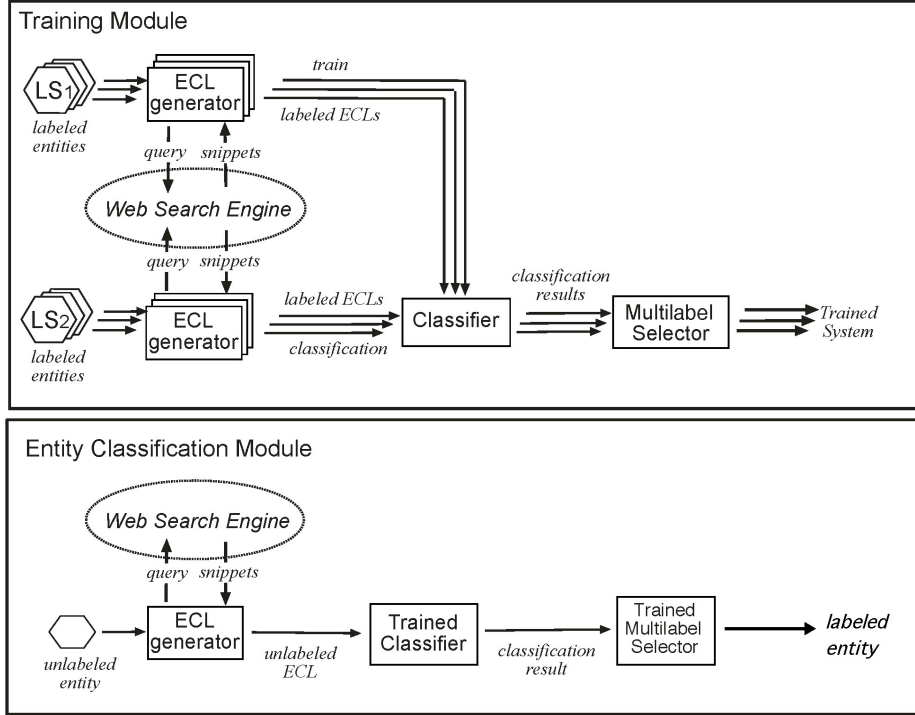 Training Module
LS1
labeled
entities
ECL
generator
train
labeled ECLs
query
snippets
Web Search Engine
query
snippets
LS2
labeled
entities
ECL
generator
labeled ECLs
classification
Classifier
classification
results
Multilabel
Selector
Trained
System
Entity Classification Module
Web Search Engine
query
snippets
unlabeled
entity
ECL
generator
unlabeled
ECL
Trained
Classifier
classification
result
Trained
Multilabel
Selector
labeled
entity